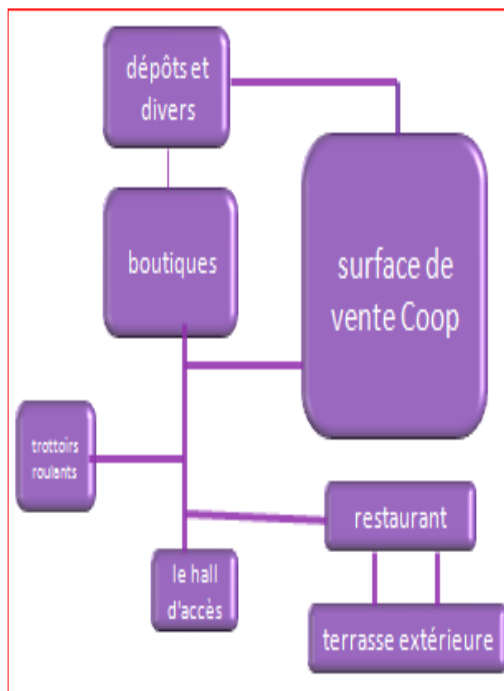 dépôts et
divers
boutiques
surface de
vente Coop
trottoirs
roulants
restaurant
le hall
d'accès
terrasse extérieure